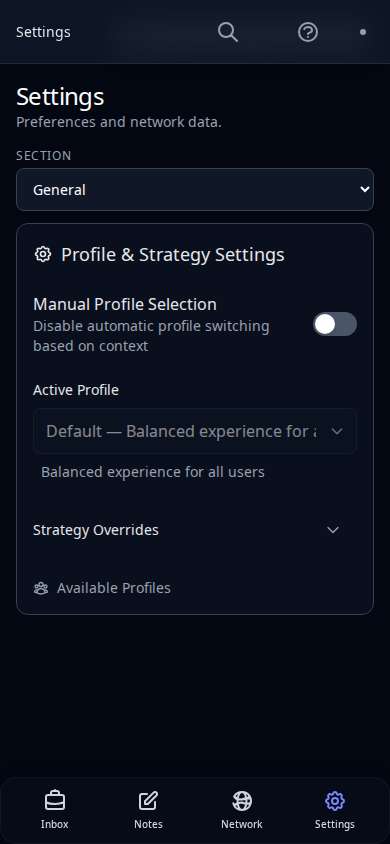 Settings
Settings
Preferences and network data.
SECTION
General
Profile & Strategy Settings
Manual Profile Selection
Disable automatic profile switching
based on context
Active Profile
Default — Balanced experience for a
Balanced experience for all users
Strategy Overrides
Available Profiles
Inbox
Notes
Network
Settings